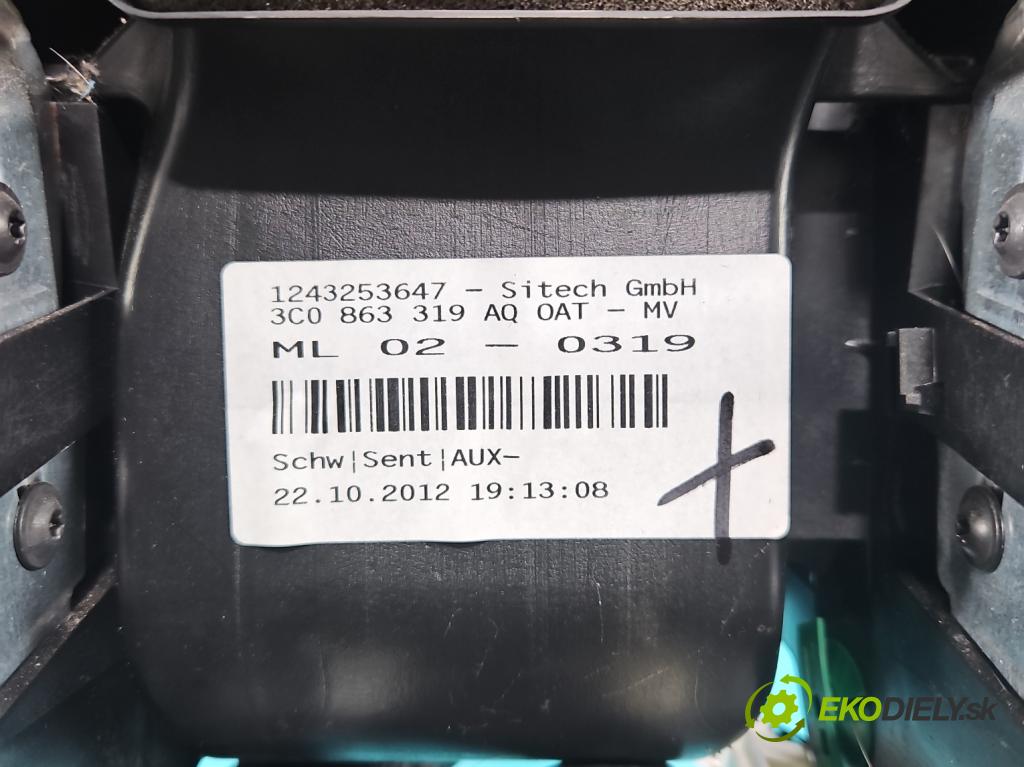 1243253647 - Sitech GmbH
3C0 863 319 AQ OAT - MV
ML 02 - 0319
Schw|Sent|AUX-
22.10.2012 19:13:08
EKODIELY.sk